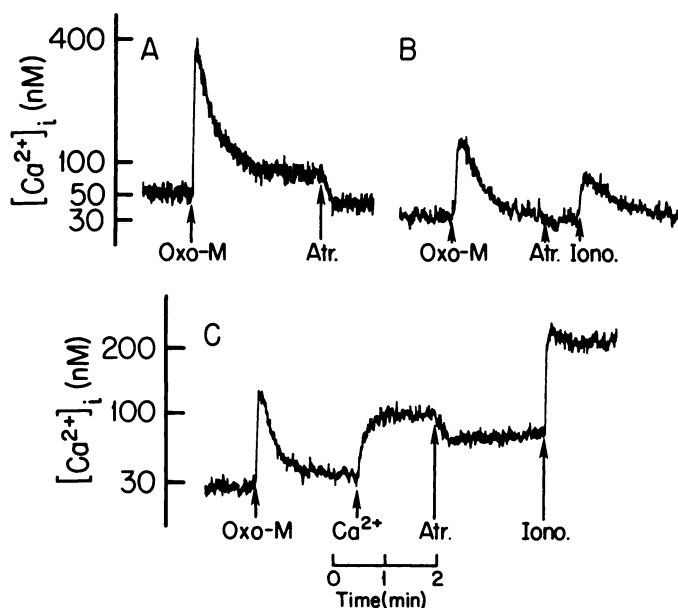 A
B
[Ca²⁺]ᵢ (nM)
400
100
50
30
Oxo-M
Atr.
Oxo-M
Atr.
Iono.
C
[Ca²⁺]ᵢ (nM)
200
100
30
Oxo-M
Ca²⁺
Atr.
Iono.
0 1 2
Time(min)